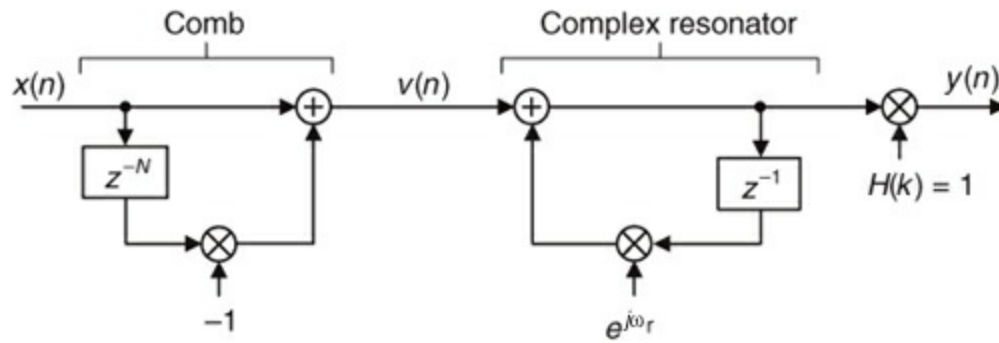 Comb
Complex resonator
x(n)
v(n)
y(n)
+
+
z⁻ᴺ
z⁻¹
H(k) = 1
−1
e^{jω_r}